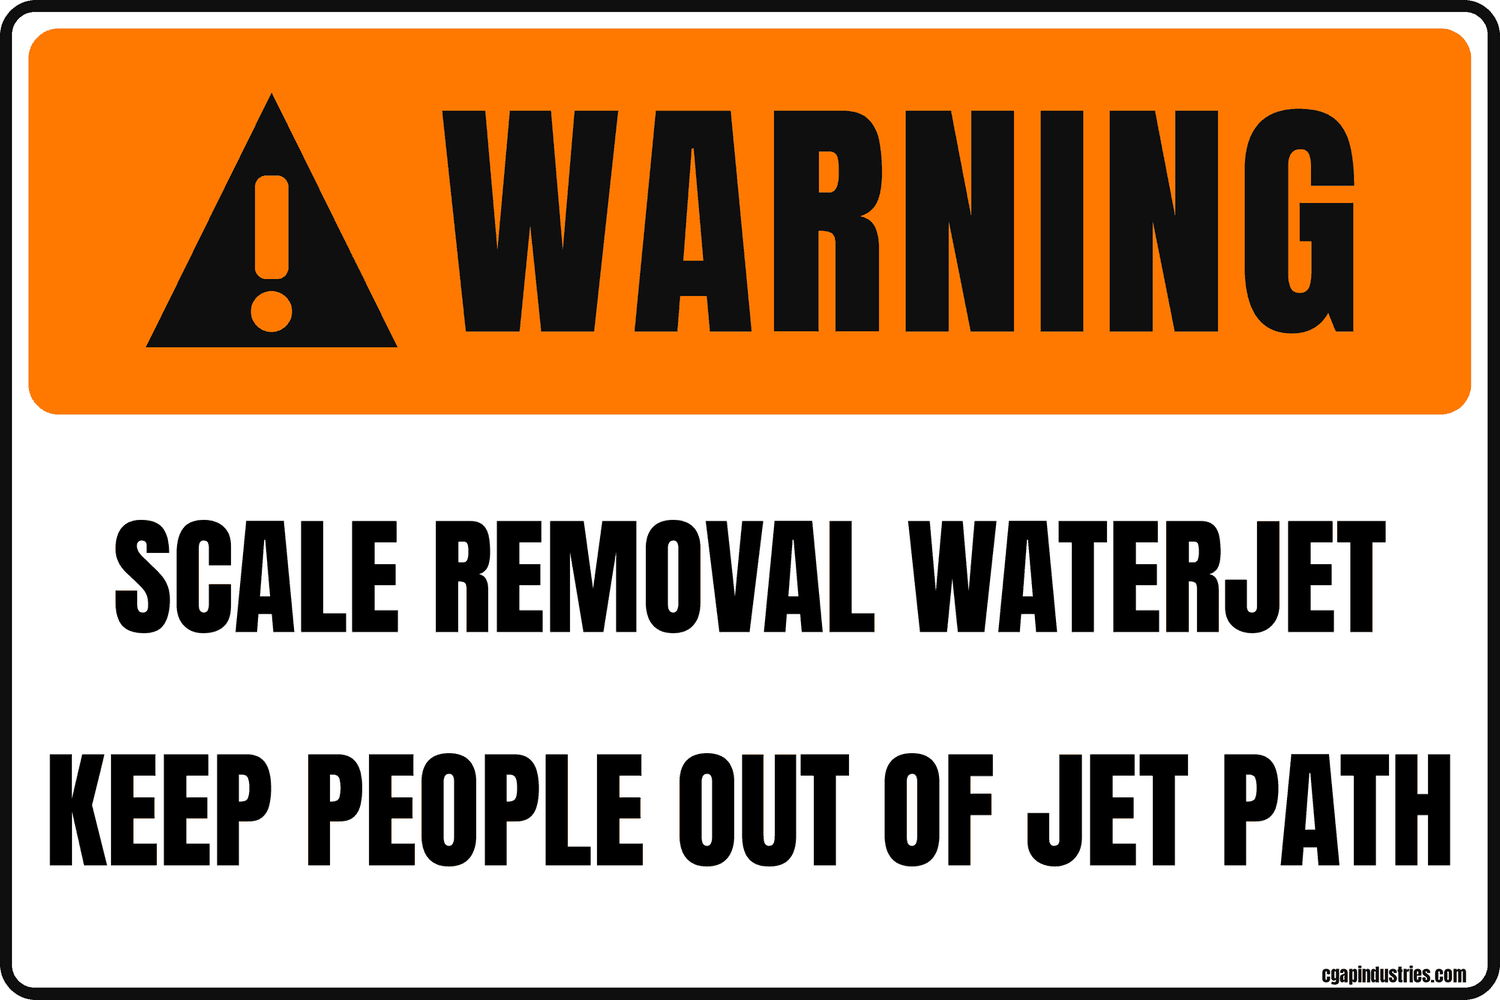 WARNING
SCALE REMOVAL WATERJET
KEEP PEOPLE OUT OF JET PATH
cgapindustries.com